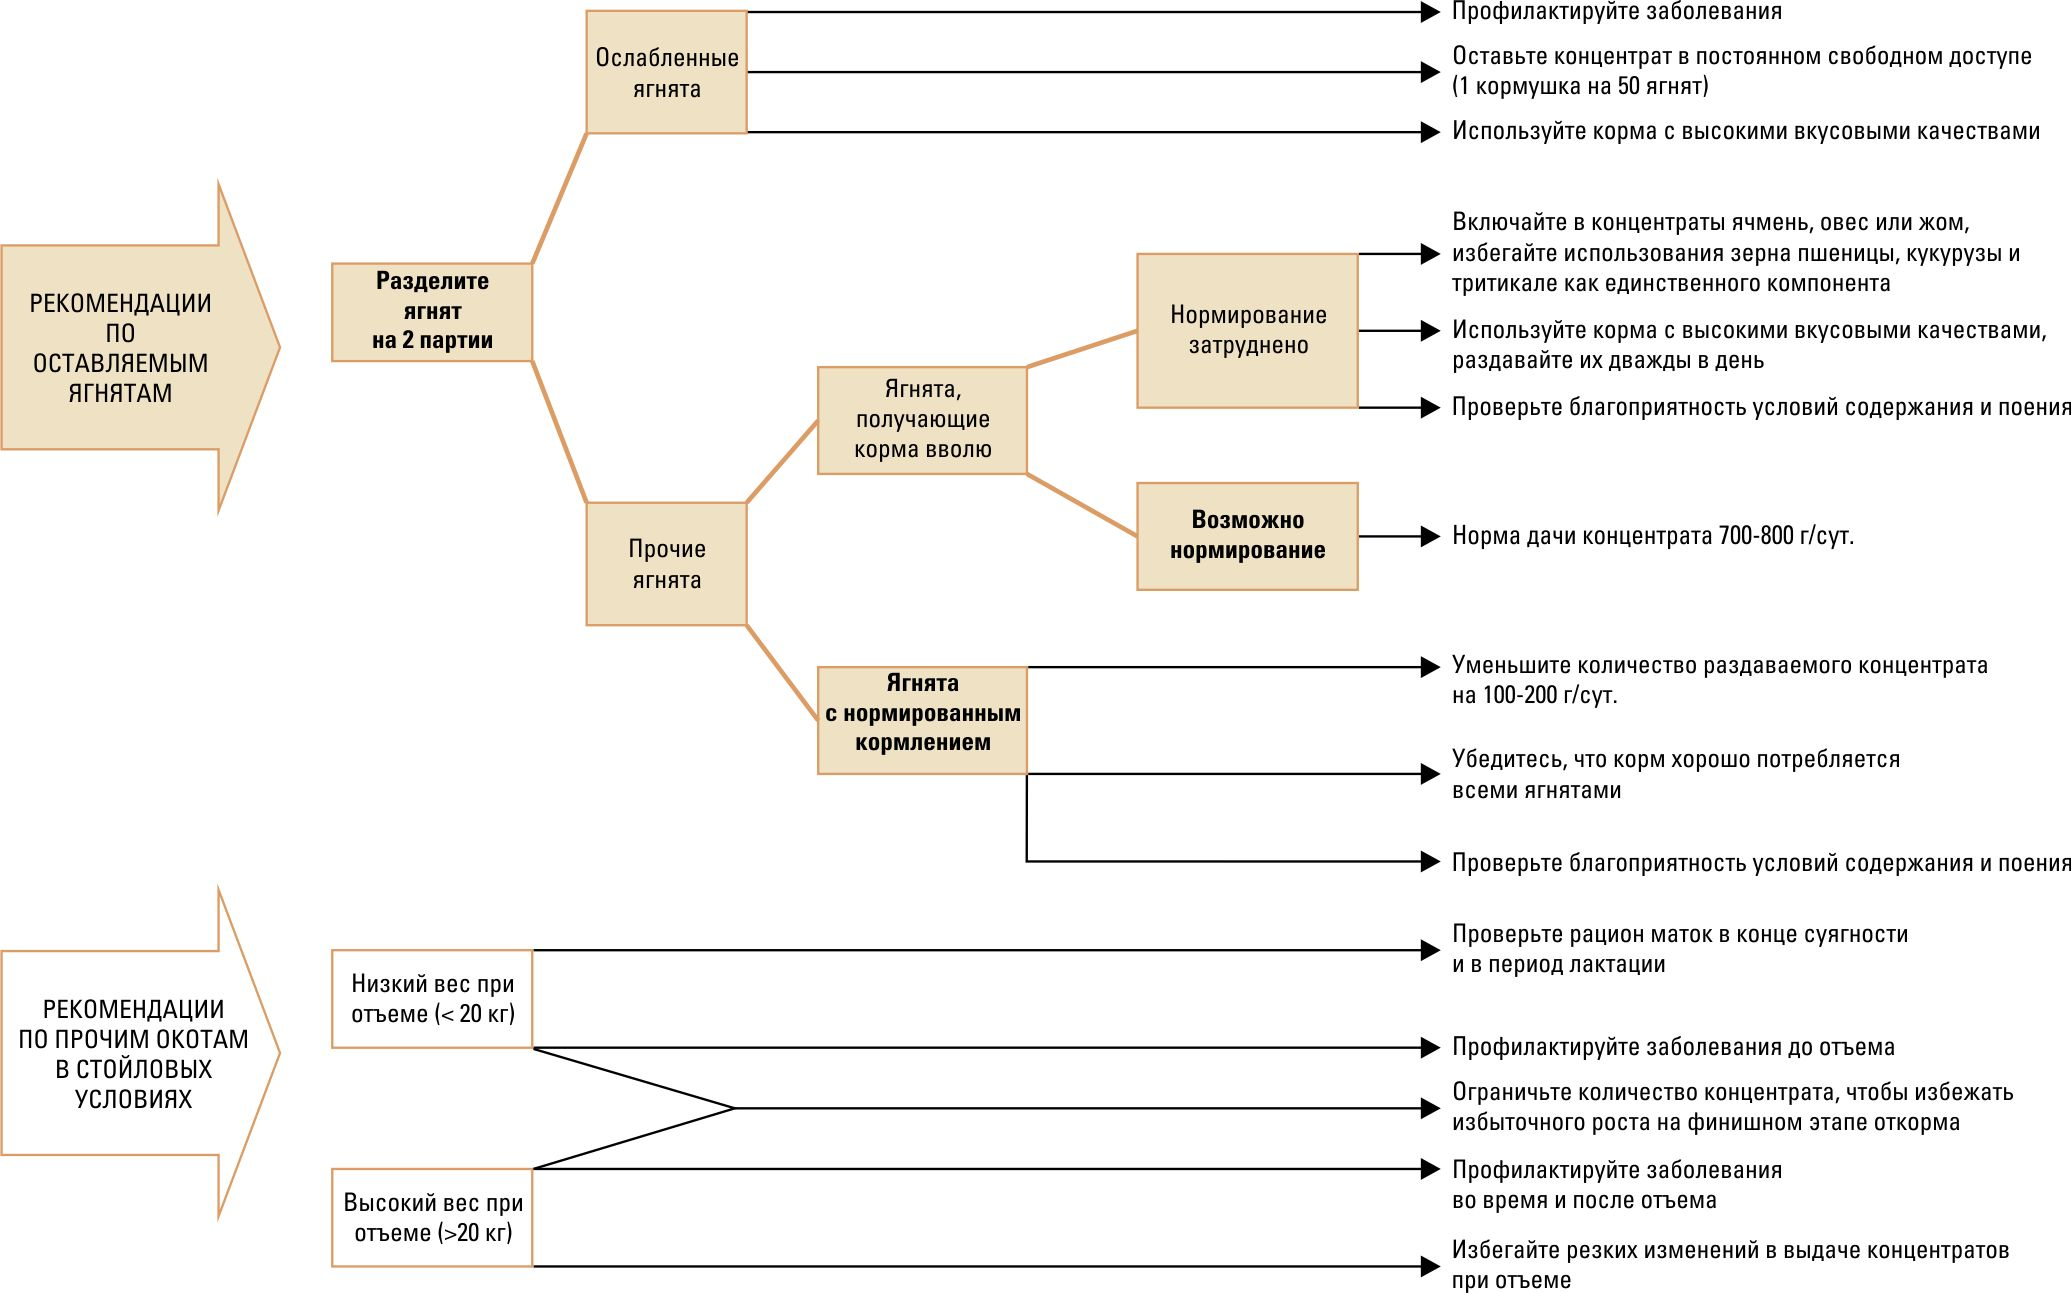 РЕКОМЕНДАЦИИ
ПО
ОСТАВЛЯЕМЫМ
ЯГНЯТАМ
Разделите
ягнят
на 2 партии
Ослабленные
ягнята
Профилактируйте заболевания
Оставьте концентрат в постоянном свободном доступе
(1 кормушка на 50 ягнят)
Используйте корма с высокими вкусовыми качествами
Прочие
ягнята
Ягнята,
получающие
корма вволю
Нормирование
затруднено
Включайте в концентраты ячмень, овес или жом,
избегайте использования зерна пшеницы, кукурузы и
тритикале как единственного компонента
Используйте корма с высокими вкусовыми качествами,
раздавайте их дважды в день
Проверьте благоприятность условий содержания и поения
Возможно
нормирование
Норма дачи концентрата 700-800 г/сут.
Ягнята
с нормированным
кормлением
Уменьшите количество раздаваемого концентрата
на 100-200 г/сут.
Убедитесь, что корм хорошо потребляется
всеми ягнятами
Проверьте благоприятность условий содержания и поения
РЕКОМЕНДАЦИИ
ПО ПРОЧИМ ОКОТАМ
В СТОЙЛОВЫХ
УСЛОВИЯХ
Низкий вес при
отъеме (< 20 кг)
Проверьте рацион маток в конце суягности
и в период лактации
Профилактируйте заболевания до отъема
Ограничьте количество концентрата, чтобы избежать
избыточного роста на финишном этапе откорма
Высокий вес при
отъеме (>20 кг)
Профилактируйте заболевания
во время и после отъема
Избегайте резких изменений в выдаче концентратов
при отъеме